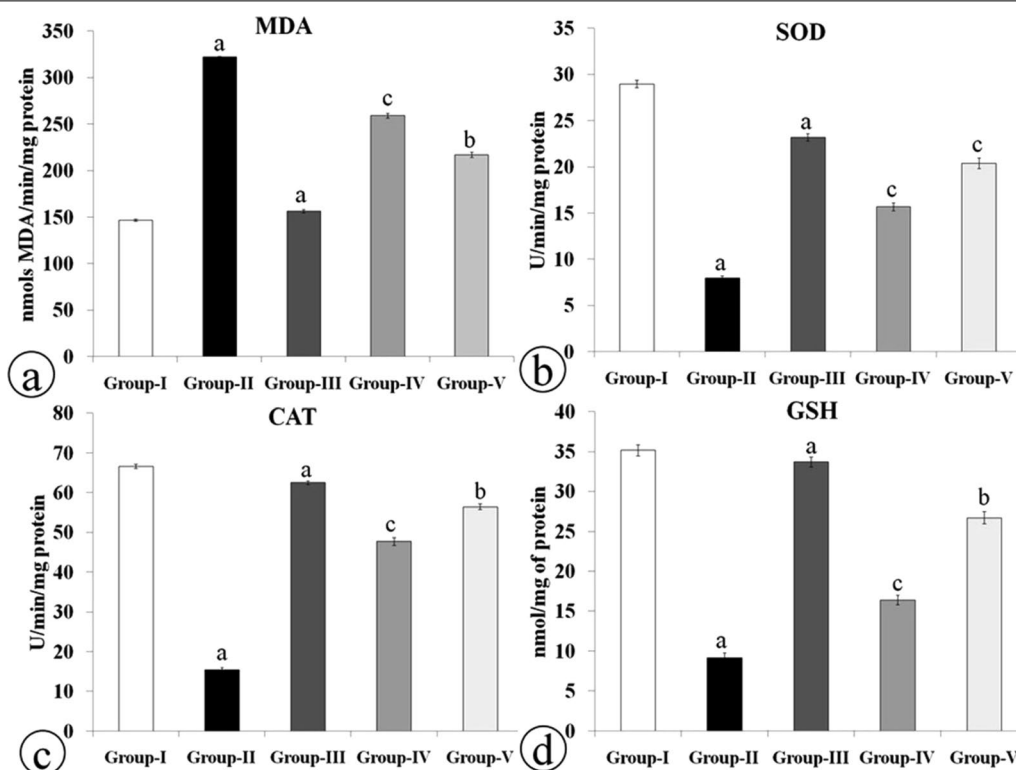 MDA
nmols MDA/min/mg protein
350
300
250
200
150
100
50
0
a
a
c
b
Group-I Group-II Group-III Group-IV Group-V
a
SOD
U/min/mg protein
35
30
25
20
15
10
5
0
a
a
c
c
Group-I Group-II Group-III Group-IV Group-V
b
CAT
U/min/mg protein
80
70
60
50
40
30
20
10
0
a
a
c
b
Group-I Group-II Group-III Group-IV Group-V
c
GSH
nmol/mg of protein
40
35
30
25
20
15
10
5
0
a
a
c
b
Group-I Group-II Group-III Group-IV Group-V
d